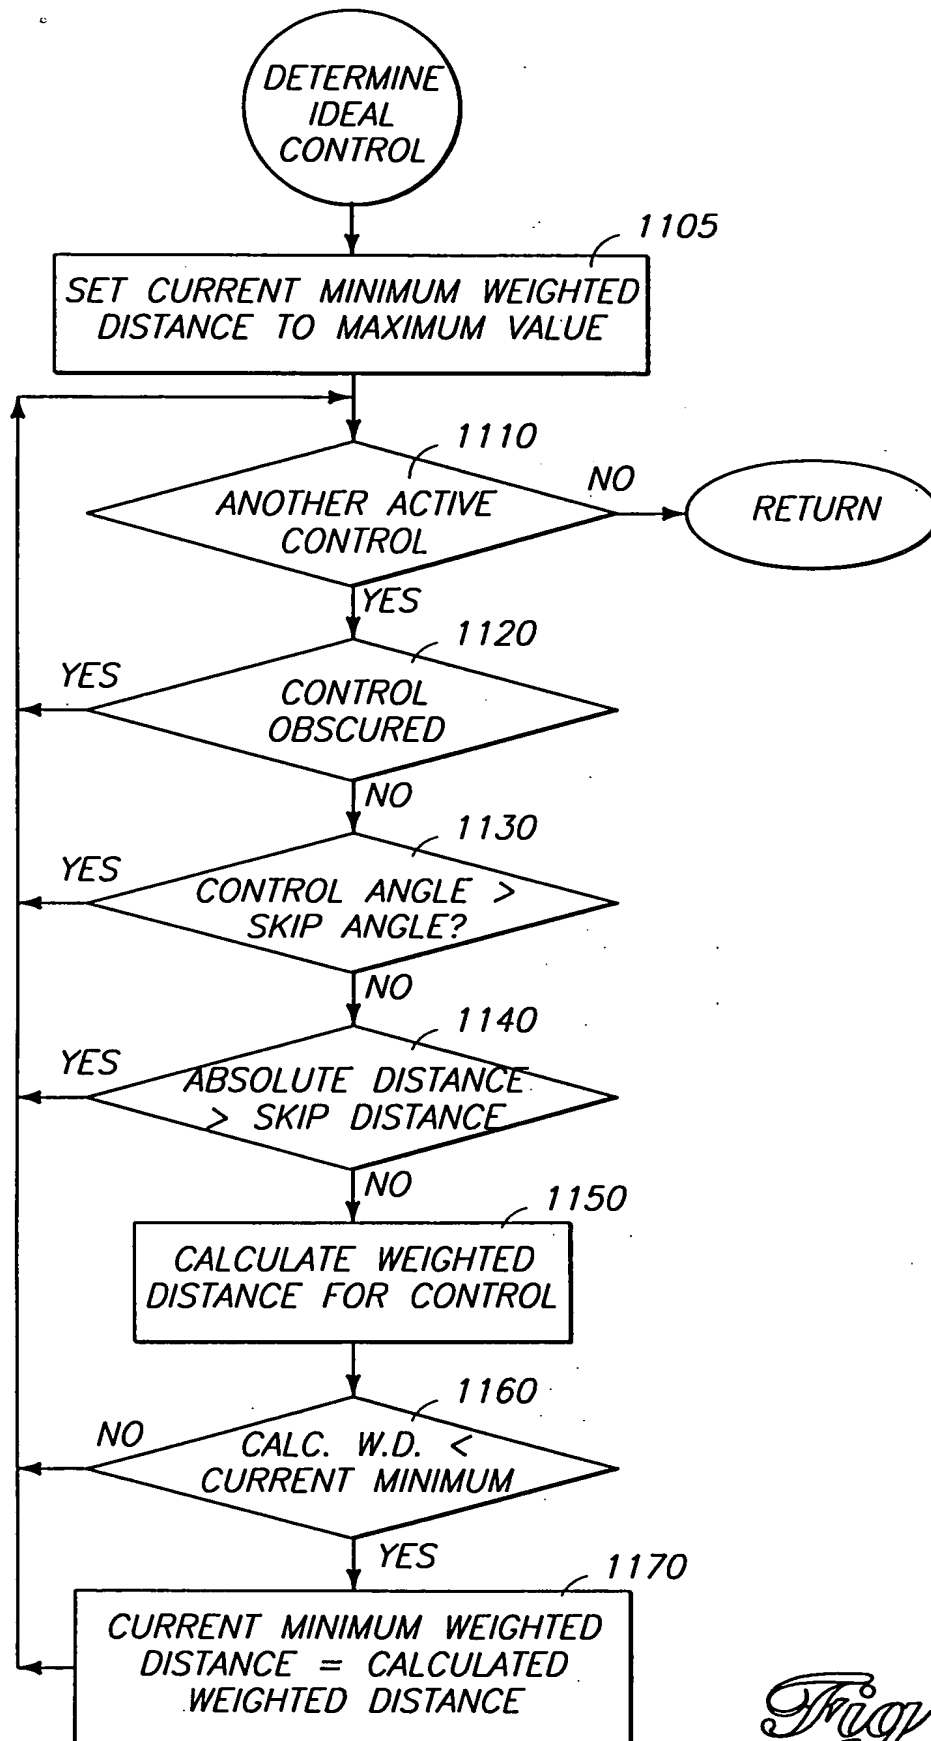 DETERMINE
IDEAL
CONTROL
1105
SET CURRENT MINIMUM WEIGHTED
DISTANCE TO MAXIMUM VALUE
1110
ANOTHER ACTIVE
CONTROL
NO
RETURN
YES
1120
YES
CONTROL
OBSCURED
NO
1130
YES
CONTROL ANGLE >
SKIP ANGLE?
NO
1140
YES
ABSOLUTE DISTANCE
> SKIP DISTANCE
NO
1150
CALCULATE WEIGHTED
DISTANCE FOR CONTROL
1160
NO
CALC. W.D. <
CURRENT MINIMUM
YES
1170
CURRENT MINIMUM WEIGHTED
DISTANCE = CALCULATED
WEIGHTED DISTANCE